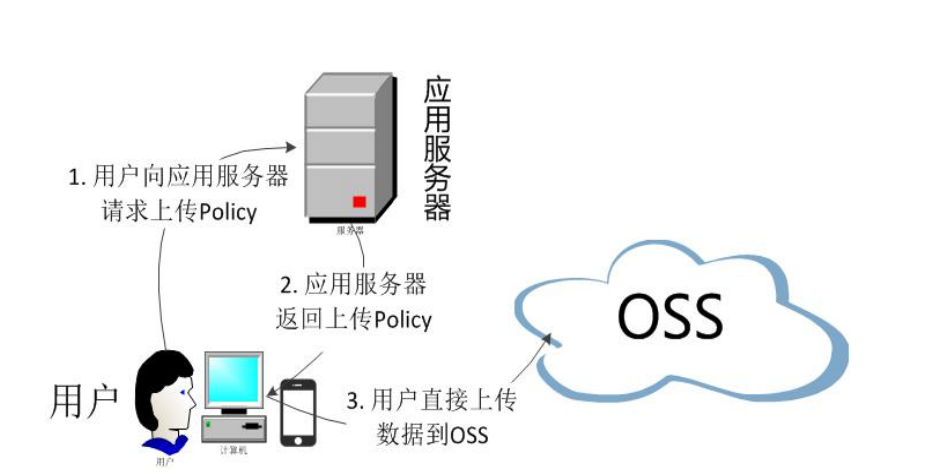 应用服务器
1. 用户向应用服务器
请求上传Policy
服务器
2. 应用服务器
返回上传Policy
OSS
用户
3. 用户直接上传
数据到OSS
计算机
用户